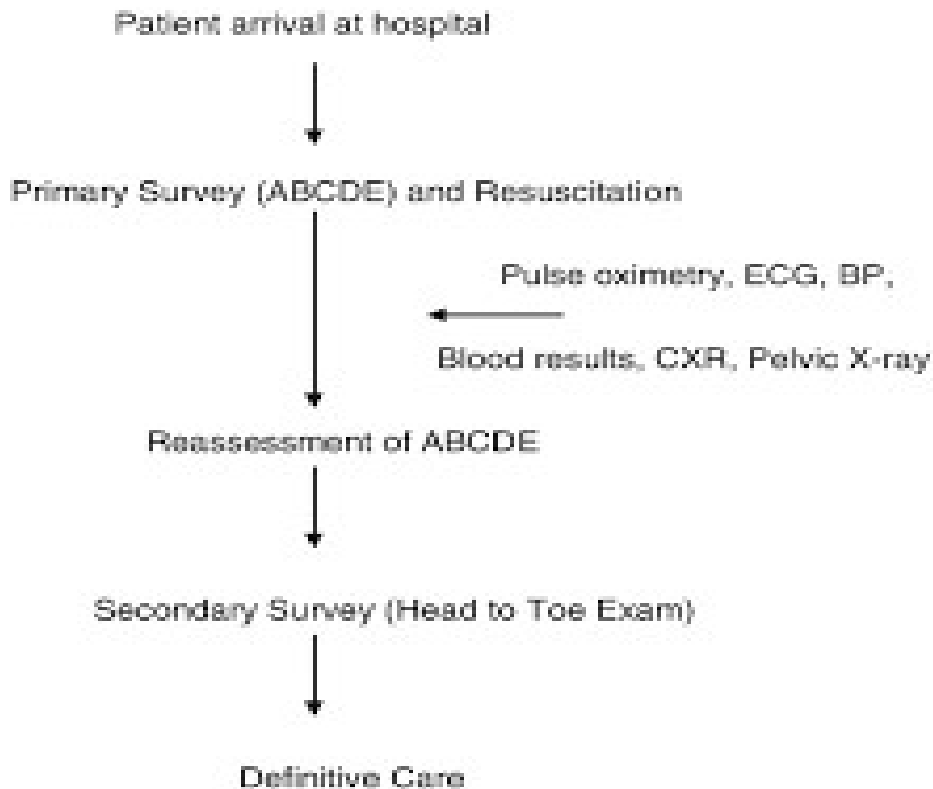 Patient arrival at hospital
Primary Survey (ABCDE) and Resuscitation
Pulse oximetry, ECG, BP,
Blood results, CXR, Pelvic X-ray
Reassessment of ABCDE
Secondary Survey (Head to Toe Exam)
Definitive Care